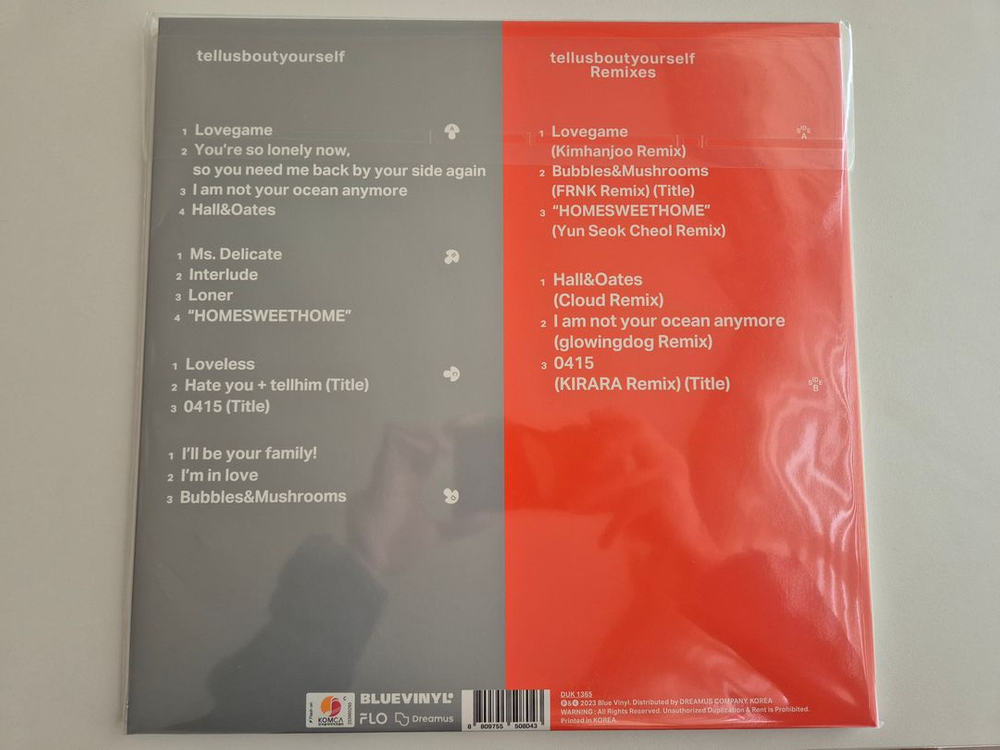 tellusboutyourself
1 Lovegame
2 You're so lonely now,
so you need me back by your side again
3 I am not your ocean anymore
4 Hall&Oates
1 Ms. Delicate
2 Interlude
3 Loner
4 “HOMESWEETHOME”
1 Loveless
2 Hate you + tellhim (Title)
3 0415 (Title)
1 I'll be your family!
2 I'm in love
3 Bubbles&Mushrooms
tellusboutyourself
Remixes
SIDE
A
1 Lovegame
(Kimhanjoo Remix)
2 Bubbles&Mushrooms
(FRNK Remix) (Title)
3 “HOMESWEETHOME”
(Yun Seok Cheol Remix)
1 Hall&Oates
(Cloud Remix)
2 I am not your ocean anymore
(glowingdog Remix)
3 0415
(KIRARA Remix) (Title)
SIDE
B
KOMCA
BLUEVINYL
FLO Dreamus
8 809755 508043
DUK 1365
℗&© 2023 Blue Vinyl. Distributed by DREAMUS COMPANY. KOREA
WARNING : All Rights Reserved. Unauthorized Duplication & Rent is Prohibited.
Printed in KOREA.